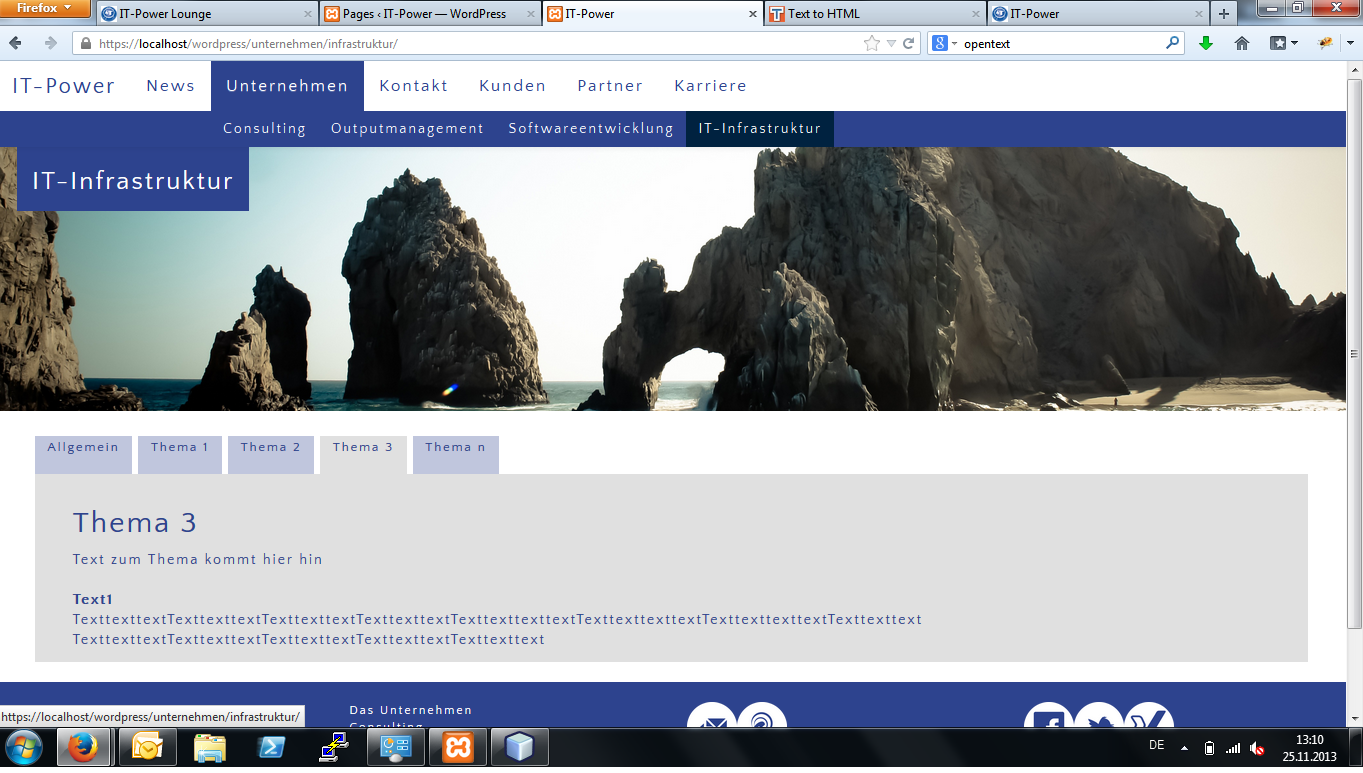 Firefox
IT-Power Lounge
Pages ‹ IT-Power — WordPress
IT-Power
Text to HTML
IT-Power
https://localhost/wordpress/unternehmen/infrastruktur/
opentext
IT-Power News Unternehmen Kontakt Kunden Partner Karriere
Consulting Outputmanagement Softwareentwicklung IT-Infrastruktur
IT-Infrastruktur
Allgemein Thema 1 Thema 2 Thema 3 Thema n
Thema 3
Text zum Thema kommt hier hin
Text1
TexttexttextTexttexttextTexttexttextTexttexttextTexttexttexttextTexttexttexttextTexttexttexttextTexttexttext
TexttexttextTexttexttextTexttexttextTexttexttextTexttexttext
Das Unternehmen
Consulting
https://localhost/wordpress/unternehmen/infrastruktur/
DE
13:10
25.11.2013